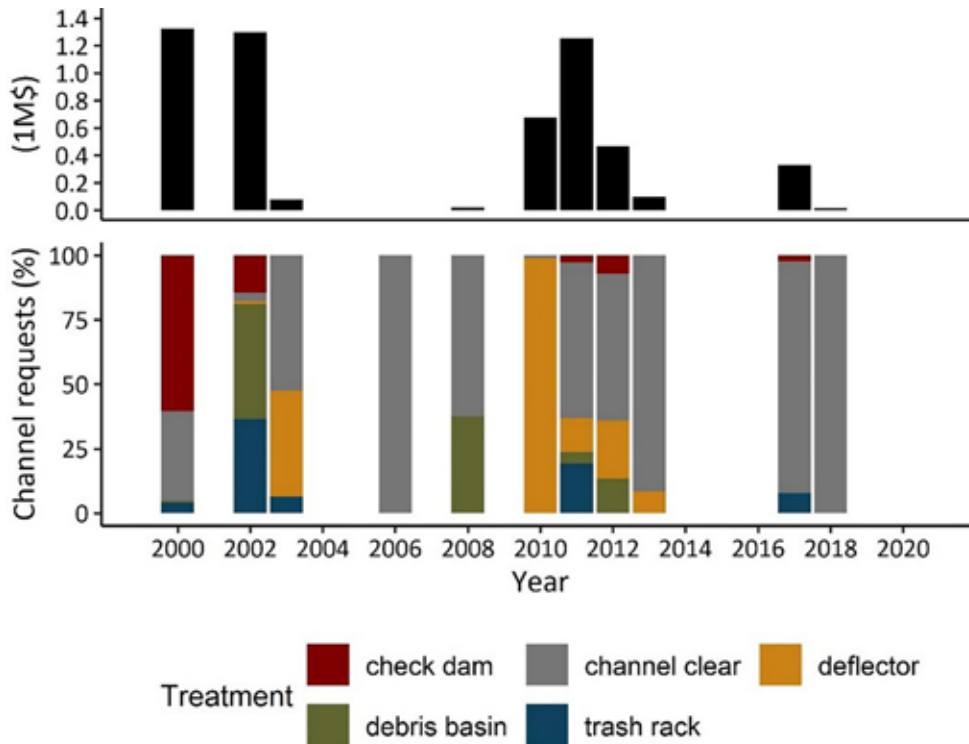 (1M$)
1.4
1.2
1.0
0.8
0.6
0.4
0.2
0.0
Channel requests (%)
100
75
50
25
0
2000 2002 2004 2006 2008 2010 2012 2014 2016 2018 2020
Year
Treatment
check dam
channel clear
deflector
debris basin
trash rack